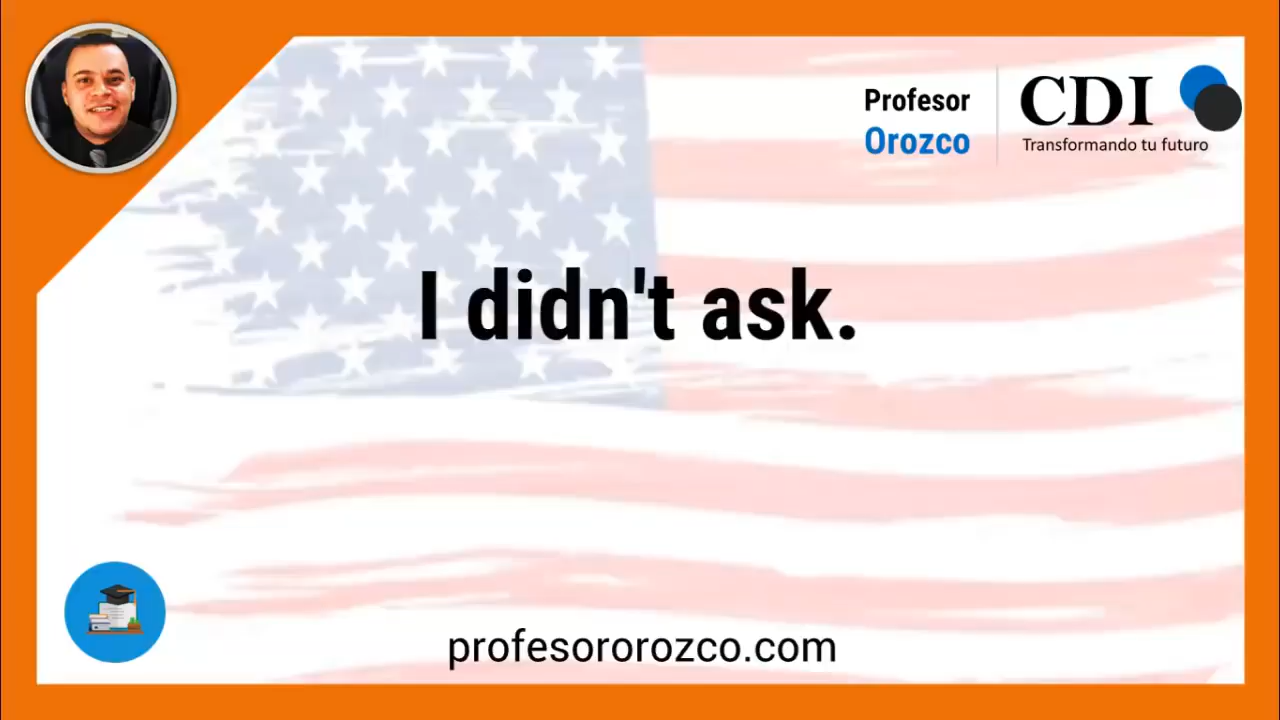 Profesor
Orozco
CDI
Transformando tu futuro
I didn't ask.
profesororozco.com